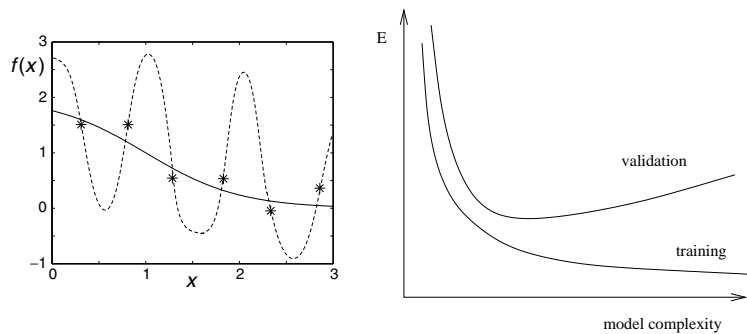 3
f(x)
2
1
0
−1
0
1
2
3
x
E
validation
training
model complexity